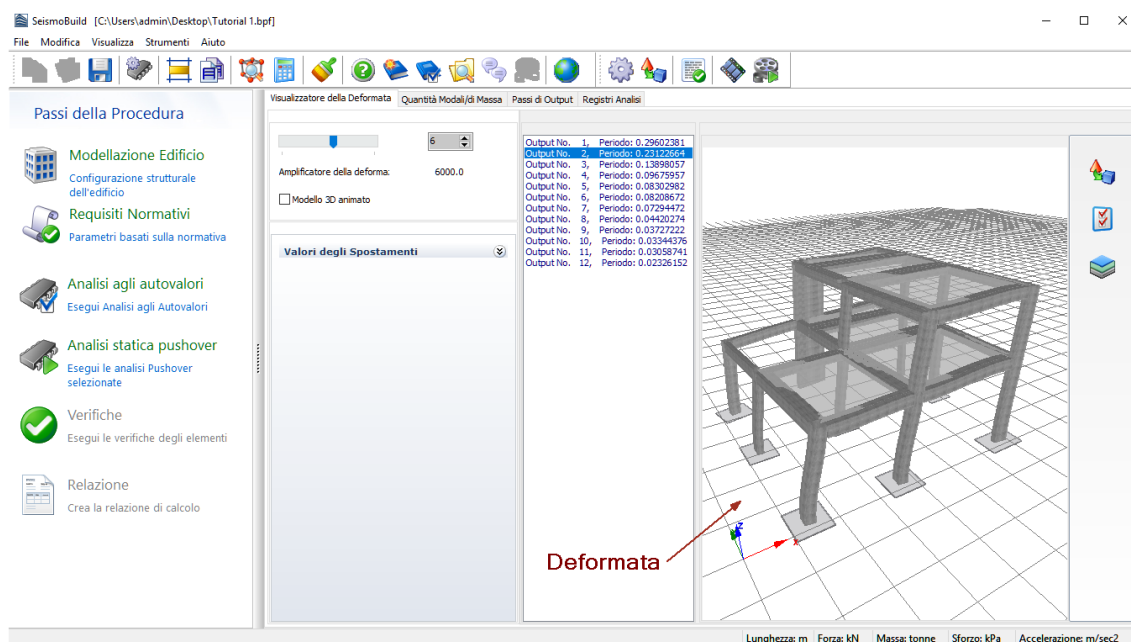 SeismoBuild [C:\Users\admin\Desktop\Tutorial 1.bpf]
File Modifica Visualizza Strumenti Aiuto
Passi della Procedura
Modellazione Edificio
Configurazione strutturale
dell'edificio
Requisiti Normativi
Parametri basati sulla normativa
Analisi agli autovalori
Esegui Analisi agli Autovalori
Analisi statica pushover
Esegui le analisi Pushover
selezionate
Verifiche
Esegui le verifiche degli elementi
Relazione
Crea la relazione di calcolo
Visualizzatore della Deformata Quantità Modali/di Massa Passi di Output Registri Analisi
6
Amplificatore della deforma: 6000.0
Modello 3D animato
Valori degli Spostamenti
Output No. 1, Periodo: 0.29602381
Output No. 2, Periodo: 0.23122664
Output No. 3, Periodo: 0.13898057
Output No. 4, Periodo: 0.09675957
Output No. 5, Periodo: 0.08302982
Output No. 6, Periodo: 0.08208672
Output No. 7, Periodo: 0.07294472
Output No. 8, Periodo: 0.04420274
Output No. 9, Periodo: 0.03727222
Output No. 10, Periodo: 0.03344376
Output No. 11, Periodo: 0.03058741
Output No. 12, Periodo: 0.02326152
z
x
Deformata
Lunghezza: m Forza: kN Massa: tonne Sforzo: kPa Accelerazione: m/sec2